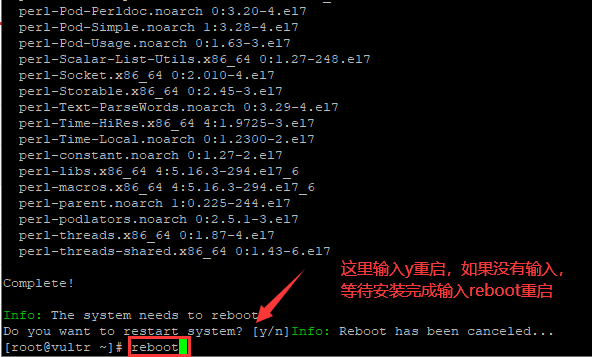 perl-Pod-Perldoc.noarch 0:3.20-4.el7
perl-Pod-Simple.noarch 1:3.28-4.el7
perl-Pod-Usage.noarch 0:1.63-3.el7
perl-Scalar-List-Utils.x86_64 0:1.27-248.el7
perl-Socket.x86_64 0:2.010-4.el7
perl-Storable.x86_64 0:2.45-3.el7
perl-Text-ParseWords.noarch 0:3.29-4.el7
perl-Time-HiRes.x86_64 4:1.9725-3.el7
perl-Time-Local.noarch 0:1.2300-2.el7
perl-constant.noarch 0:1.27-2.el7
perl-libs.x86_64 4:5.16.3-294.el7_6
perl-macros.x86_64 4:5.16.3-294.el7_6
perl-parent.noarch 1:0.225-244.el7
perl-podlators.noarch 0:2.5.1-3.el7
perl-threads.x86_64 0:1.87-4.el7
perl-threads-shared.x86_64 0:1.43-6.el7
这里输入y重启，如果没有输入，
等待安装完成输入reboot重启
Complete!
Info: The system needs to reboot
Do you want to restart system? [y/n]Info: Reboot has been canceled...
[root@vultr ~]# reboot